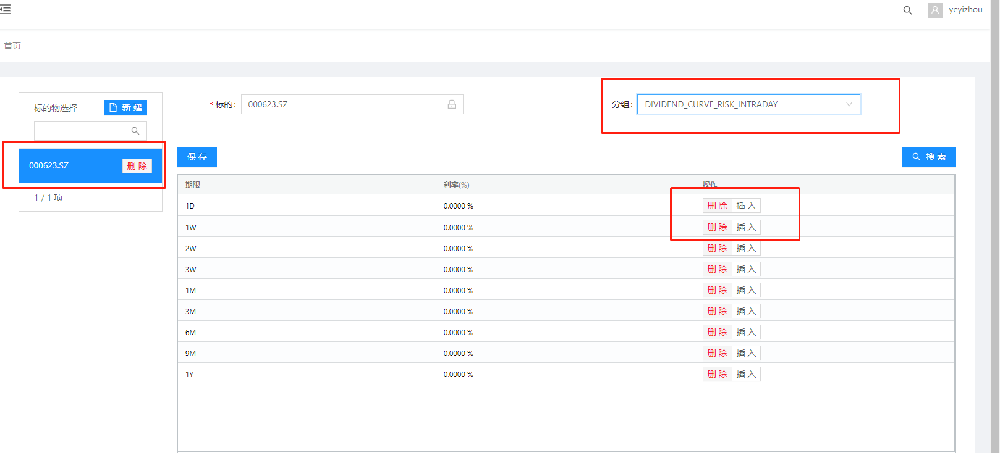 yeyizhou
首页
标的物选择 新 建
000623.SZ 删 除
1 / 1 项
* 标的: 000623.SZ 分组: DIVIDEND_CURVE_RISK_INTRADAY
保 存 搜 索
期限 利率(%) 操作
1D 0.0000 % 删 除 插 入
1W 0.0000 % 删 除 插 入
2W 0.0000 % 删 除 插 入
3W 0.0000 % 删 除 插 入
1M 0.0000 % 删 除 插 入
3M 0.0000 % 删 除 插 入
6M 0.0000 % 删 除 插 入
9M 0.0000 % 删 除 插 入
1Y 0.0000 % 删 除 插 入